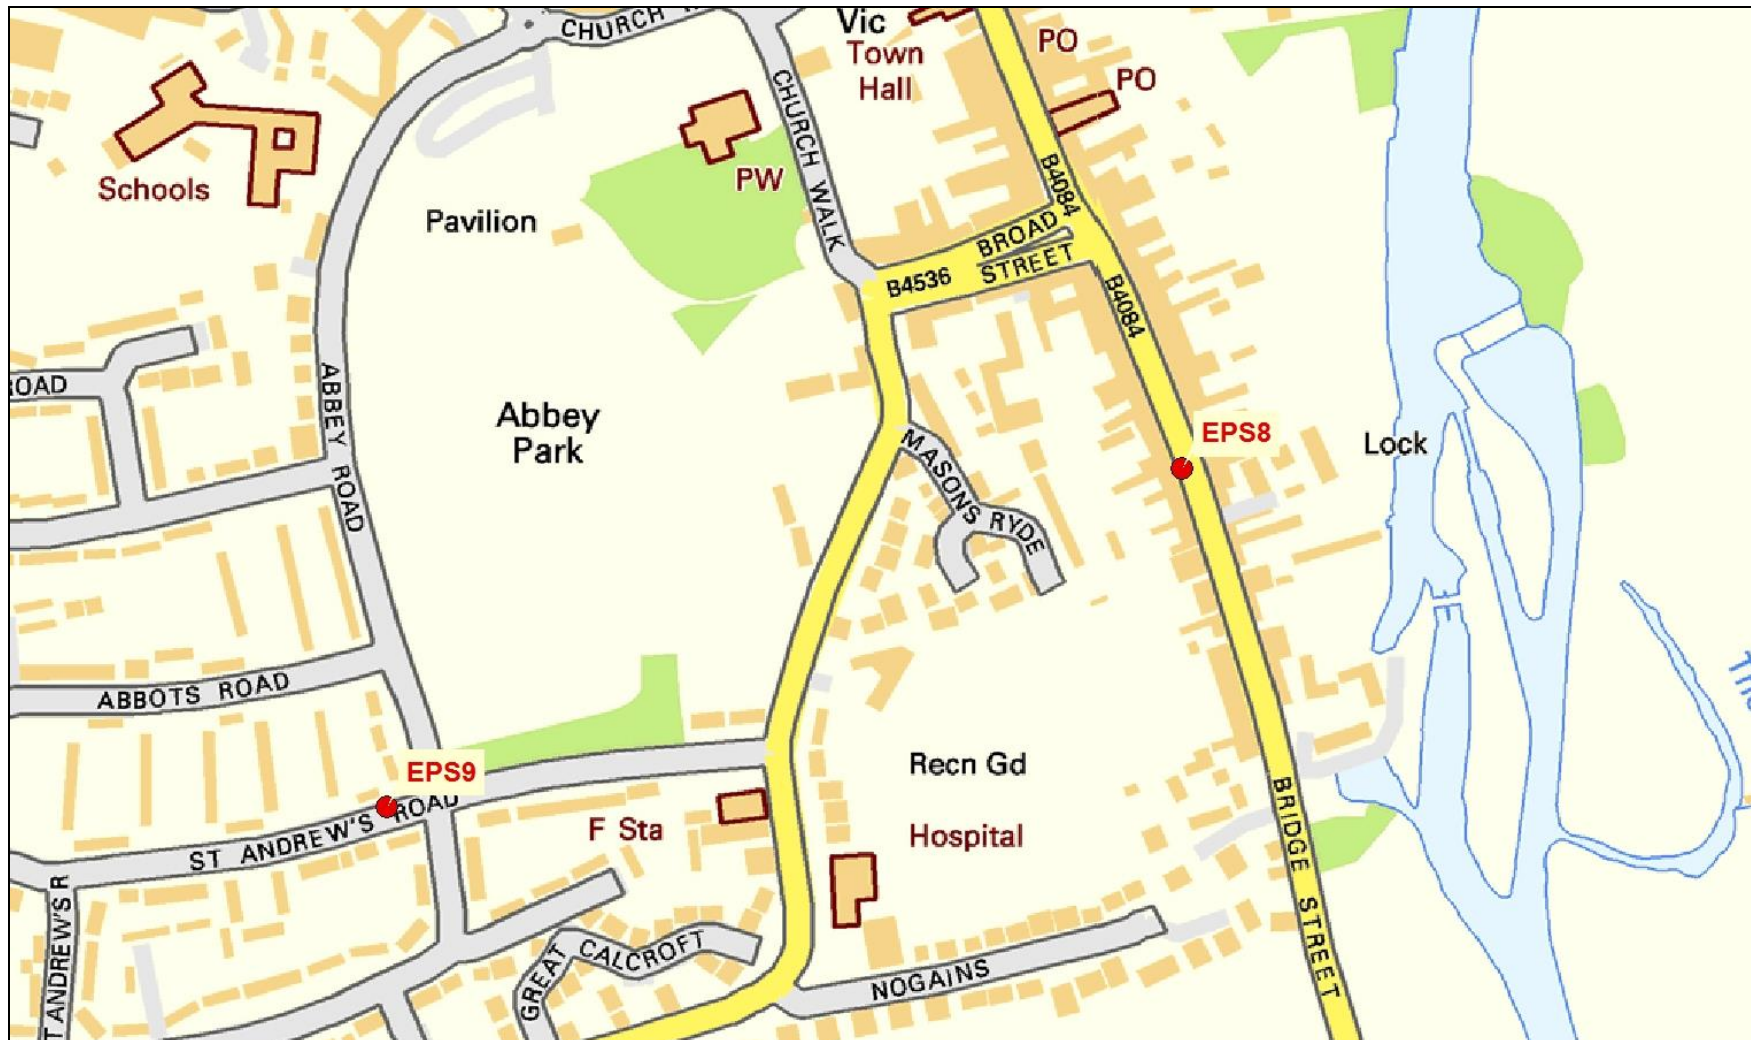 CHURCH
Vic
Town
Hall
PO
PO
CHURCH WALK
Schools
PW
Pavilion
B4084
BROAD
STREET
B4536
B4084
ABBEY ROAD
ROAD
Abbey
Park
MASONS RYDE
EPS8
Lock
ABBOTS ROAD
EPS9
ST ANDREW'S ROAD
F Sta
Recn Gd
Hospital
BRIDGE STREET
T ANDREW'S R
GREAT CALCROFT
NOGAINS